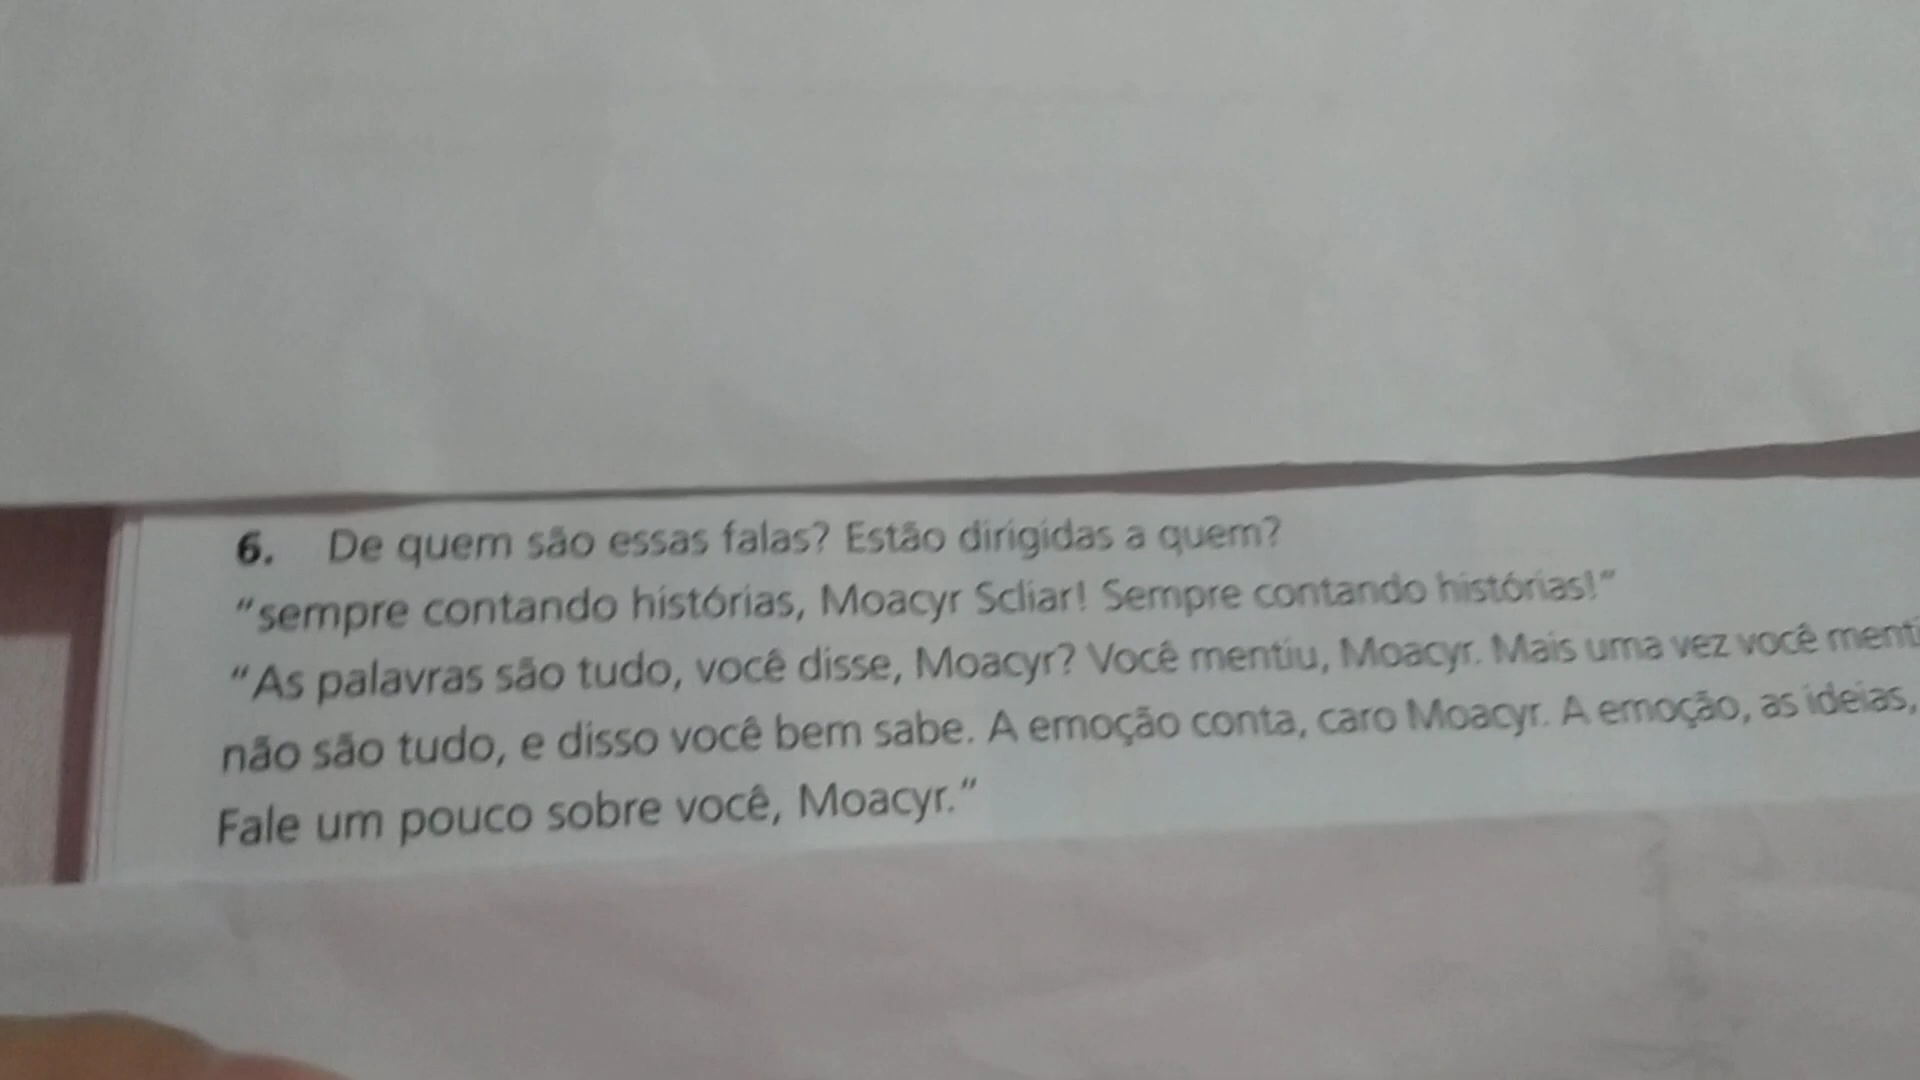 6. De quem são essas falas? Estão dirigidas a quem?
"sempre contando histórias, Moacyr Scliar! Sempre contando histórias!"
"As palavras são tudo, você disse, Moacyr? Você mentiu, Moacyr. Mais uma vez você menti
não são tudo, e disso você bem sabe. A emoção conta, caro Moacyr. A emoção, as ideias,
Fale um pouco sobre você, Moacyr."